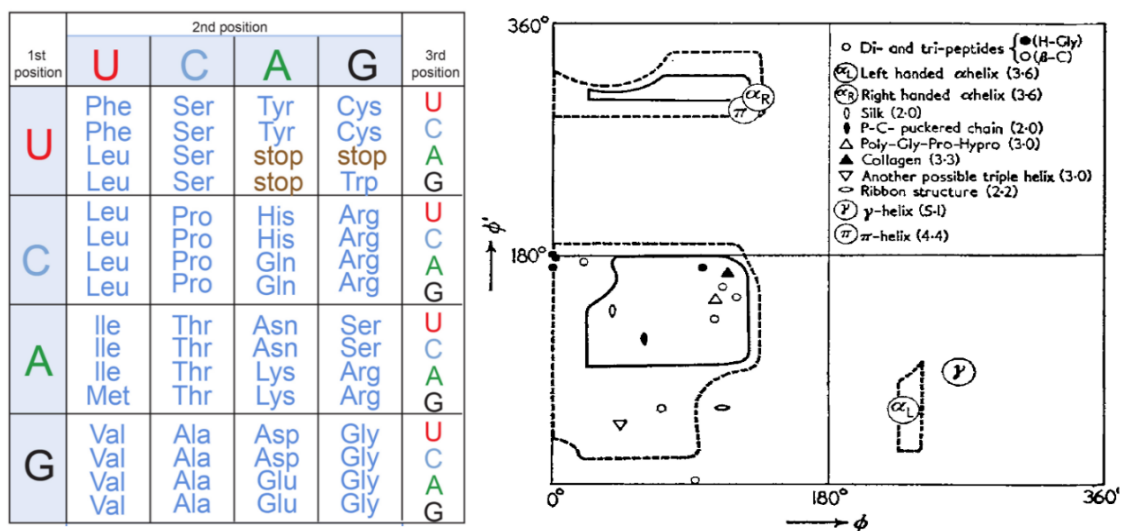 2nd position
1st position
U
C
A
G
3rd position
U
Phe
Ser
Tyr
Cys
U
Phe
Ser
Tyr
Cys
C
Leu
Ser
stop
stop
A
Leu
Ser
stop
Trp
G
C
Leu
Pro
His
Arg
U
Leu
Pro
His
Arg
C
Leu
Pro
Gln
Arg
A
Leu
Pro
Gln
Arg
G
A
Ile
Thr
Asn
Ser
U
Ile
Thr
Asn
Ser
C
Ile
Thr
Lys
Arg
A
Met
Thr
Lys
Arg
G
G
Val
Ala
Asp
Gly
U
Val
Ala
Asp
Gly
C
Val
Ala
Glu
Gly
A
Val
Ala
Glu
Gly
G
360°
Di- and tri-peptides
(H-Gly)
(β-C)
αL Left handed αhelix (3·6)
αR Right handed αhelix (3·6)
Silk (2·0)
P-C- puckered chain (2·0)
Poly-Gly-Pro-Hypro (3·0)
Collagen (3·3)
Another possible triple helix (3·0)
Ribbon structure (2·2)
γ γ-helix (5·1)
π π-helix (4·4)
αR
π
ϕ'
180°
γ
αL
0°
180°
360°
ϕ